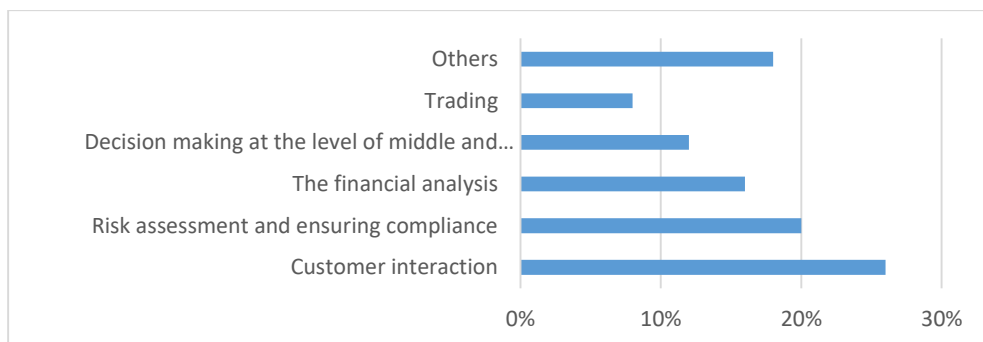 Others
Trading
Decision making at the level of middle and...
The financial analysis
Risk assessment and ensuring compliance
Customer interaction
0% 10% 20% 30%